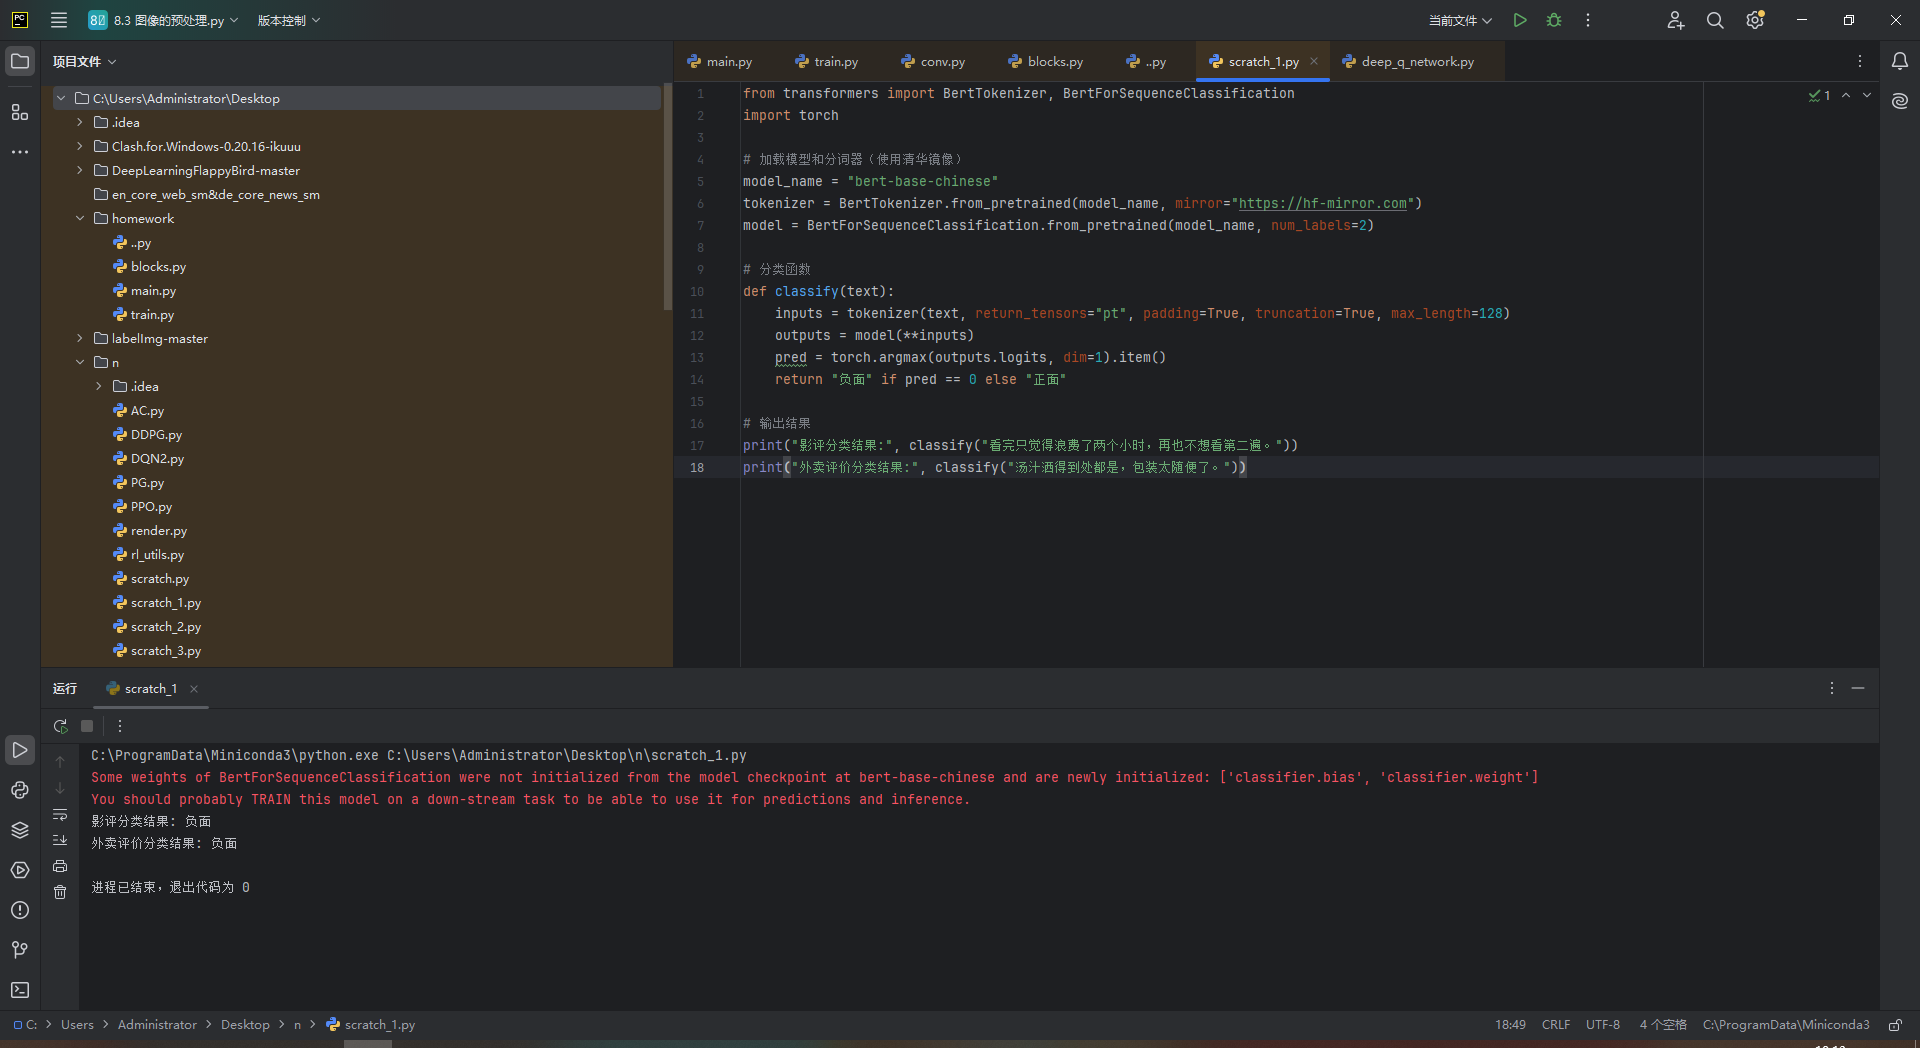 PC
80 8.3 图像的预处理.py 版本控制 当前文件
项目文件
C:\Users\Administrator\Desktop
.idea
Clash.for.Windows-0.20.16-ikuuu
DeepLearningFlappyBird-master
en_core_web_sm&de_core_news_sm
homework
..py
blocks.py
main.py
train.py
labelImg-master
n
.idea
AC.py
DDPG.py
DQN2.py
PG.py
PPO.py
render.py
rl_utils.py
scratch.py
scratch_1.py
scratch_2.py
scratch_3.py
main.py train.py conv.py blocks.py ..py scratch_1.py deep_q_network.py
1
1 from transformers import BertTokenizer, BertForSequenceClassification
2 import torch
3
4 # 加载模型和分词器（使用清华镜像）
5 model_name = "bert-base-chinese"
6 tokenizer = BertTokenizer.from_pretrained(model_name, mirror="https://hf-mirror.com")
7 model = BertForSequenceClassification.from_pretrained(model_name, num_labels=2)
8
9 # 分类函数
10 def classify(text):
11 inputs = tokenizer(text, return_tensors="pt", padding=True, truncation=True, max_length=128)
12 outputs = model(**inputs)
13 pred = torch.argmax(outputs.logits, dim=1).item()
14 return "负面" if pred == 0 else "正面"
15
16 # 输出结果
17 print("影评分类结果:", classify("看完只觉得浪费了两个小时，再也不想看第二遍。"))
18 print("外卖评价分类结果:", classify("汤汁洒得到处都是，包装太随便了。"))
运行 scratch_1
C:\ProgramData\Miniconda3\python.exe C:\Users\Administrator\Desktop\n\scratch_1.py
Some weights of BertForSequenceClassification were not initialized from the model checkpoint at bert-base-chinese and are newly initialized: ['classifier.bias', 'classifier.weight']
You should probably TRAIN this model on a down-stream task to be able to use it for predictions and inference.
影评分类结果: 负面
外卖评价分类结果: 负面
进程已结束，退出代码为 0
C: Users Administrator Desktop n scratch_1.py 18:49 CRLF UTF-8 4 个空格 C:\ProgramData\Miniconda3